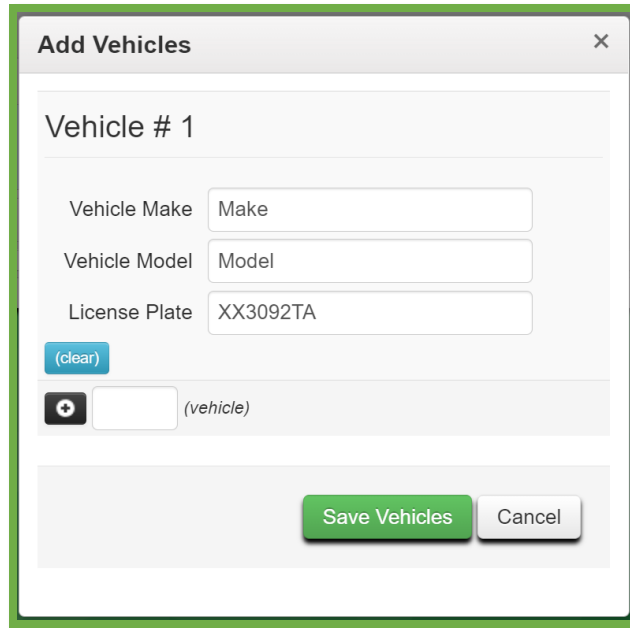 Add Vehicles ×
Vehicle # 1
Vehicle Make Make
Vehicle Model Model
License Plate XX3092TA
(clear)
(vehicle)
Save Vehicles Cancel